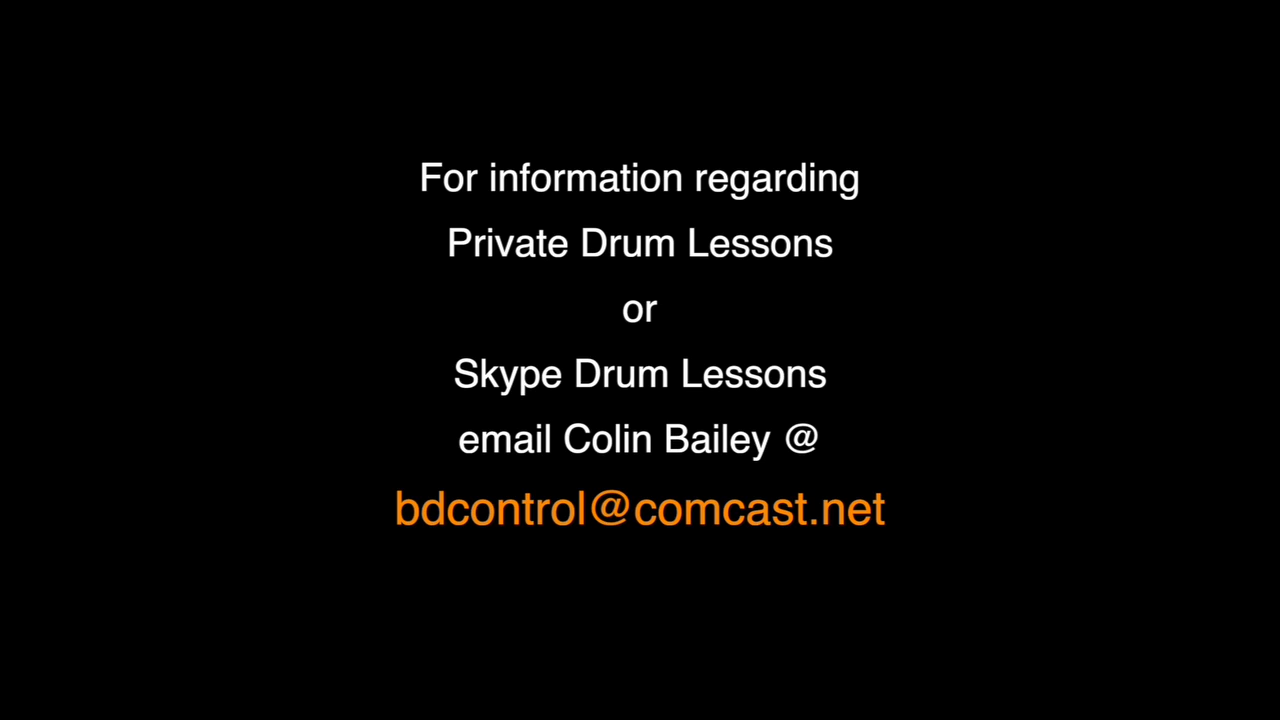 For information regarding
Private Drum Lessons
or
Skype Drum Lessons
email Colin Bailey @
bdcontrol@comcast.net